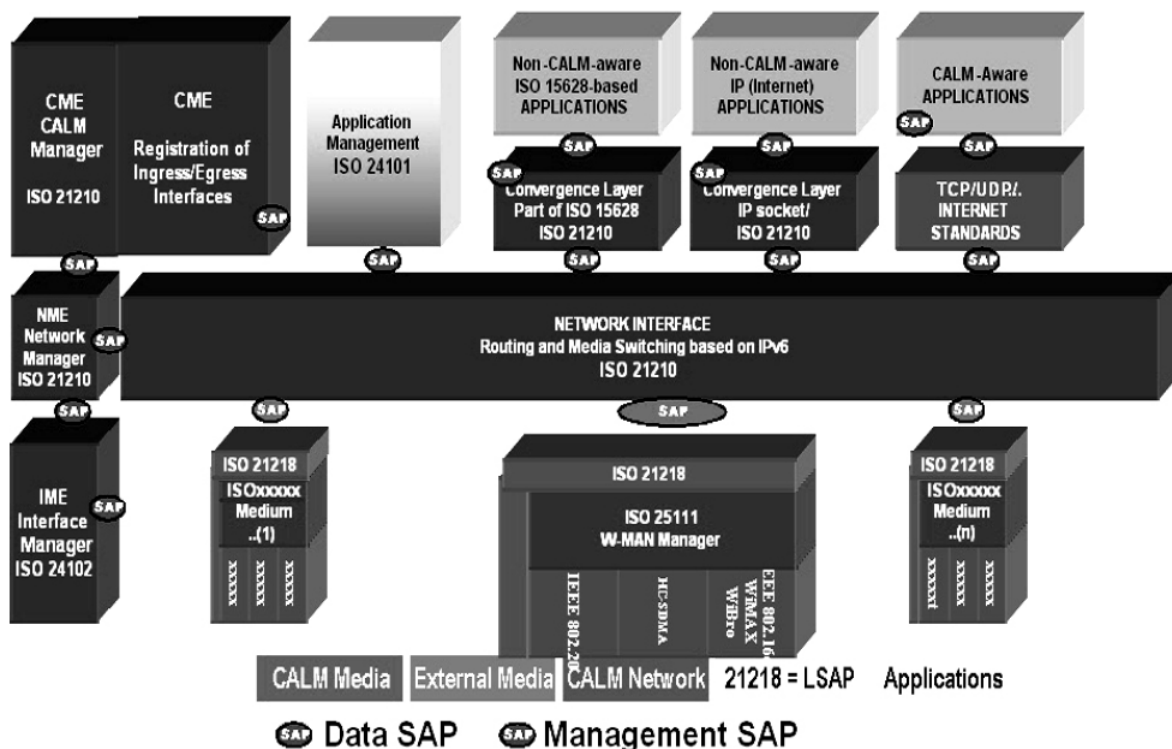 CME
CALM
Manager
ISO 21210
CME
Registration of
Ingress/Egress
Interfaces
SAP
Application
Management
ISO 24101
Non-CALM-aware
ISO 15628-based
APPLICATIONS
SAP
SAP
Convergence Layer
Part of ISO 15628
ISO 21210
Non-CALM-aware
IP (Internet)
APPLICATIONS
SAP
SAP
Convergence Layer
IP socket/
ISO 21210
CALM-Aware
APPLICATIONS
SAP
SAP
TCP/UDP/.
INTERNET
STANDARDS
SAP
SAP
SAP
SAP
SAP
NME
Network
Manager
ISO 21210
SAP
NETWORK INTERFACE
Routing and Media Switching based on IPv6
ISO 21210
SAP
SAP
SAP
SAP
IME
Interface
Manager
ISO 24102
SAP
ISO 21218
ISOxxxxx
Medium
..(1)
xxxxx
xxxxx
xxxxx
ISO 21218
ISO 25111
W-MAN Manager
IEEE 802.20
HC-SDMA
EEE 802.16
WiMAX
WiBro
ISO 21218
ISOxxxxx
Medium
..(n)
xxxxxt
xxxxx
xxxxx
CALM Media
External Media
CALM Network
21218 = LSAP
Applications
SAP Data SAP
SAP Management SAP